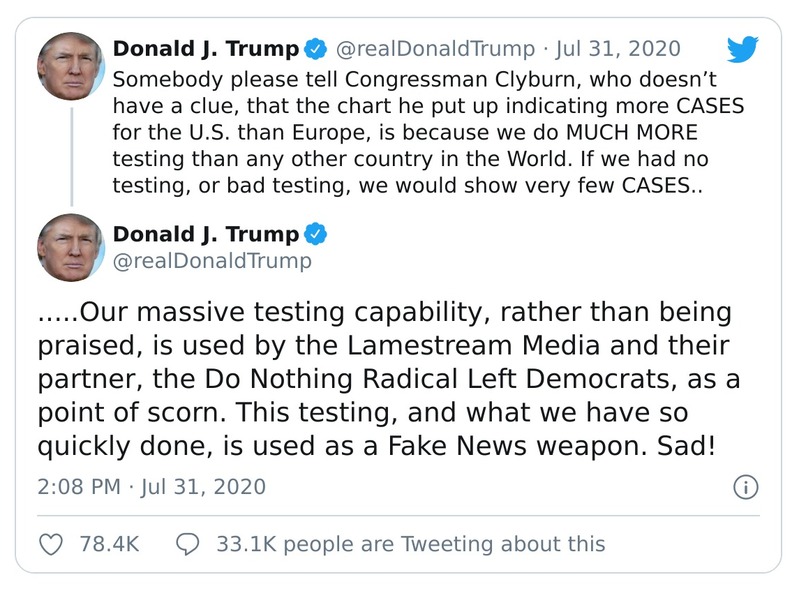 Donald J. Trump @realDonaldTrump · Jul 31, 2020
Somebody please tell Congressman Clyburn, who doesn’t
have a clue, that the chart he put up indicating more CASES
for the U.S. than Europe, is because we do MUCH MORE
testing than any other country in the World. If we had no
testing, or bad testing, we would show very few CASES..
Donald J. Trump
@realDonaldTrump
.....Our massive testing capability, rather than being
praised, is used by the Lamestream Media and their
partner, the Do Nothing Radical Left Democrats, as a
point of scorn. This testing, and what we have so
quickly done, is used as a Fake News weapon. Sad!
2:08 PM · Jul 31, 2020
78.4K 33.1K people are Tweeting about this